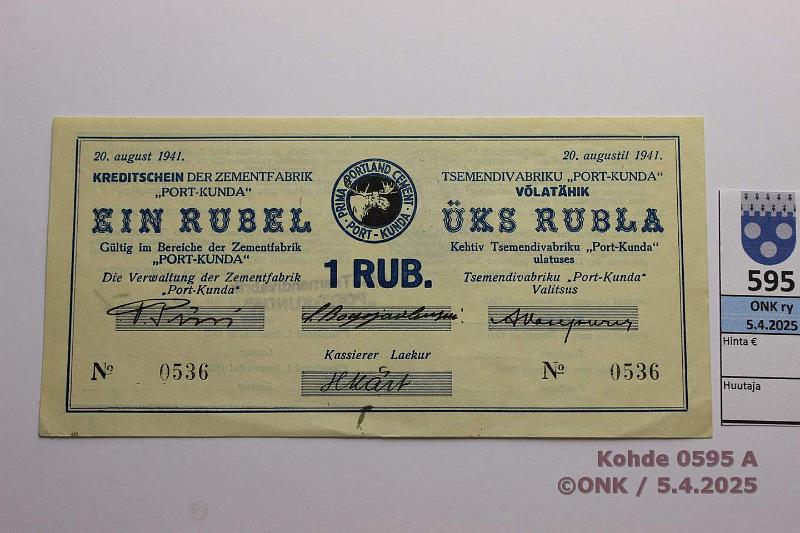 20. august 1941.
KREDITSCHEIN DER ZEMENTFABRIK
„PORT-KUNDA“
EIN RUBEL
Gültig im Bereiche der Zementfabrik
"PORT-KUNDA"
Die Verwaltung der Zementfabrik
„Port-Kunda“
PRIMA PORTLAND CEMENT
PORT-KUNDA
1 RUB.
20. augustil 1941.
TSEMENDIVABRIKU „PORT-KUNDA“
VÕLATÄHIK
ÜKS RUBLA
Kehtiv Tsemendivabriku „Port-Kunda“
ulatuses
Tsemendivabriku „Port-Kunda“
Valitsus
Kassierer Laekur
№ 0536
№ 0536
595
ONK ry
5.4.2025
Hinta €
Huutaja
Kohde 0595 A
©ONK / 5.4.2025